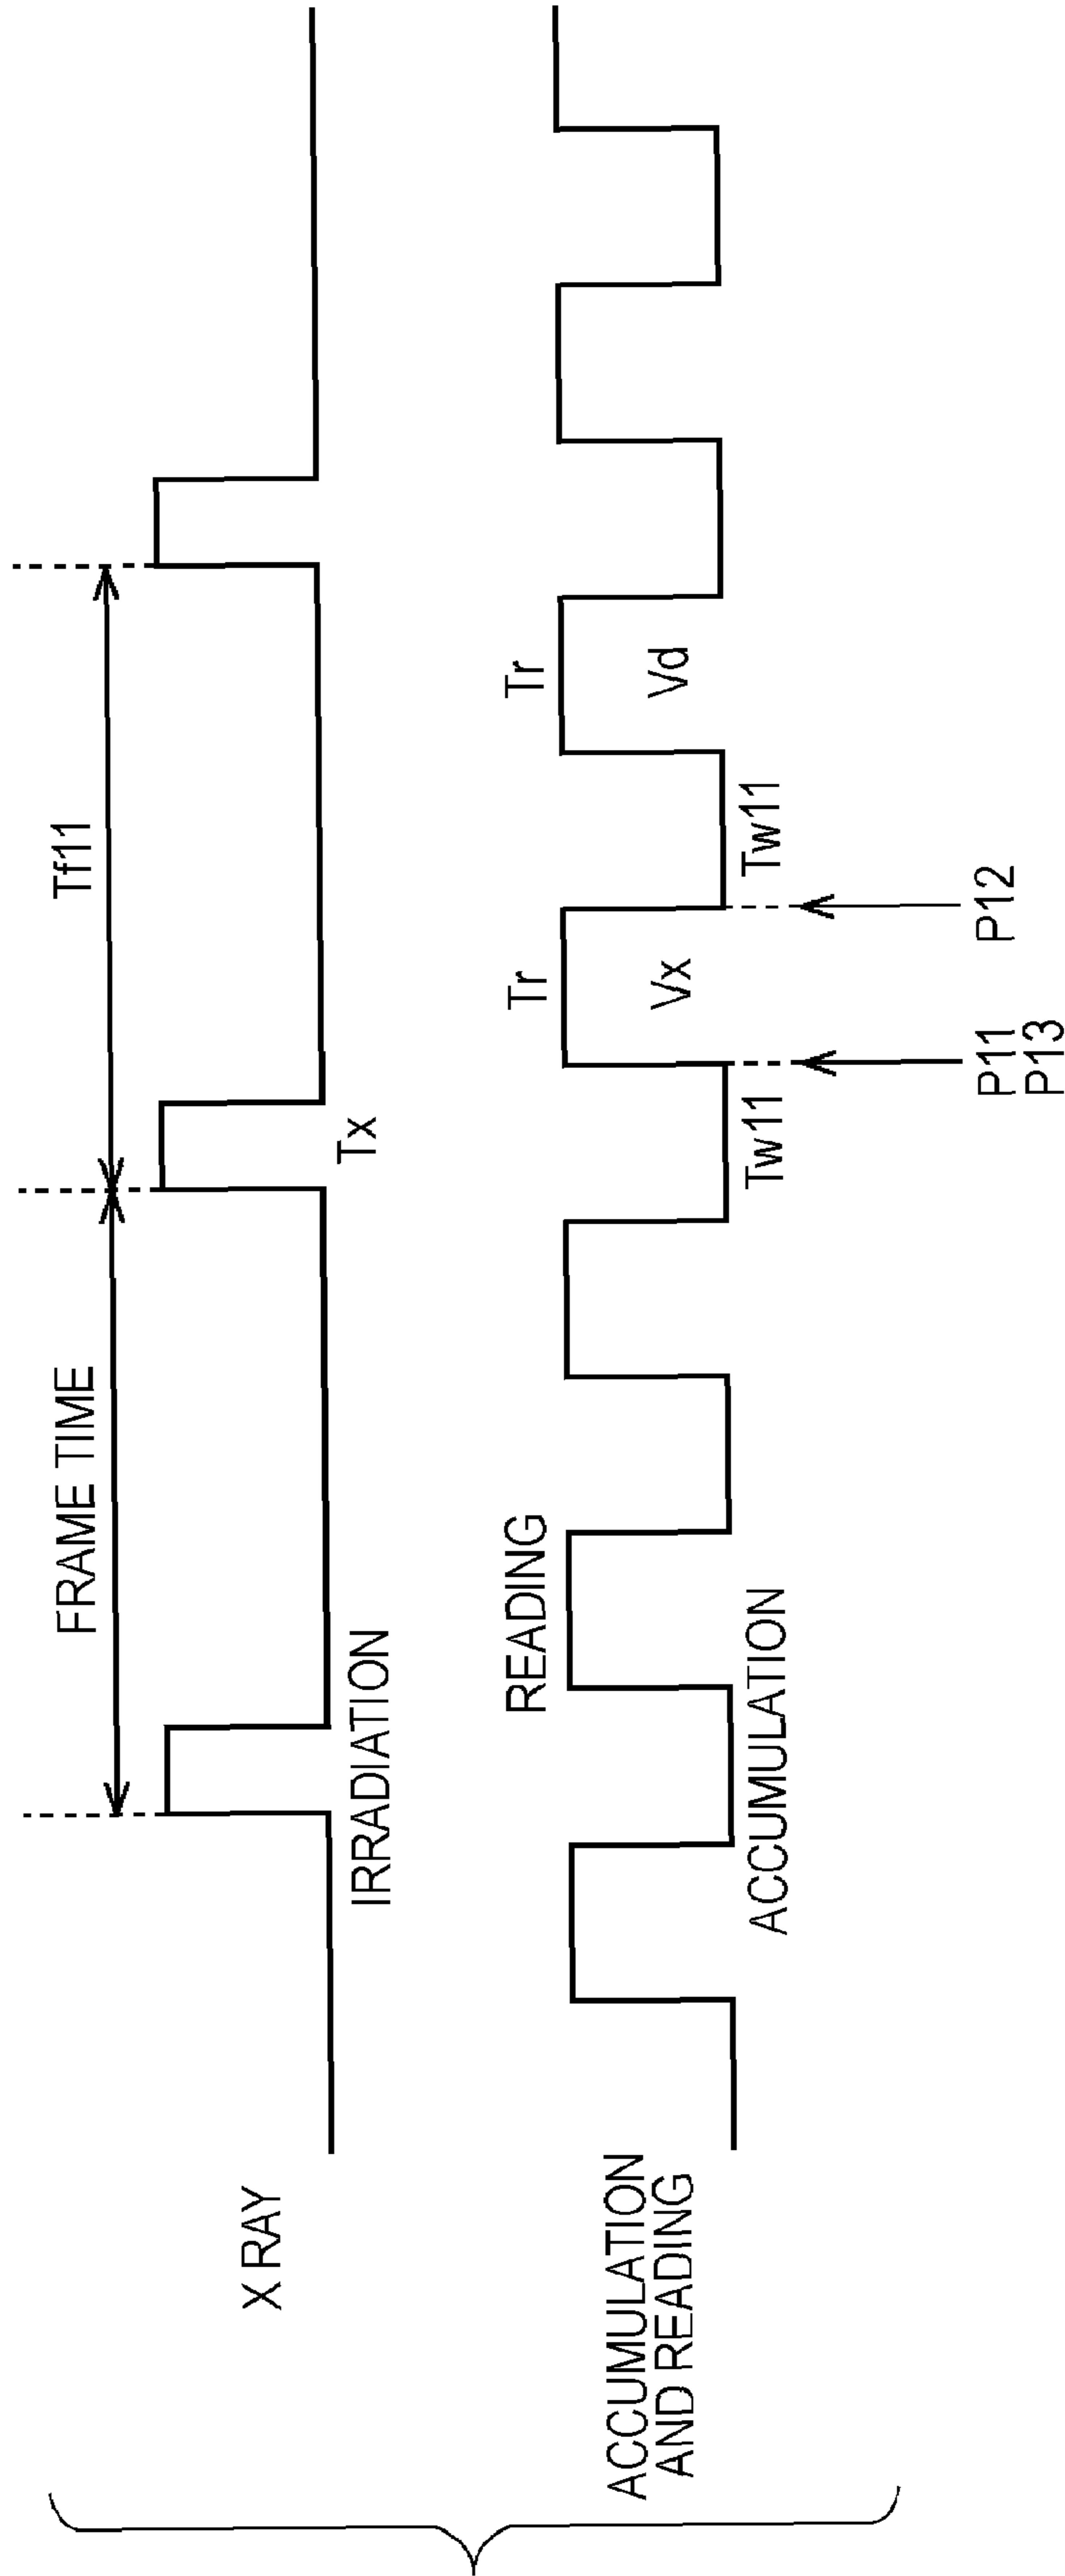 FRAME TIME
Tf11
X RAY
IRRADIATION
Tx
READING
Tr
Tr
ACCUMULATION
AND READING
Vx
Vd
ACCUMULATION
Tw11
Tw11
P11
P13
P12